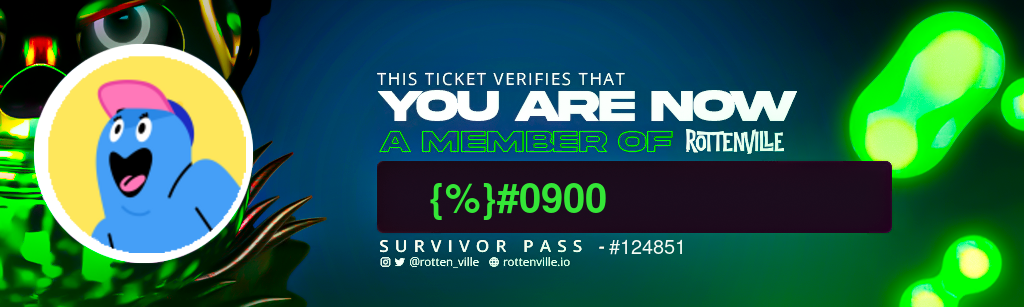 THIS TICKET VERIFIES THAT
YOU ARE NOW
A MEMBER OF ROTTENVILLE
{%}#0900
SURVIVOR PASS - #124851
@rotten_ville rottenville.io